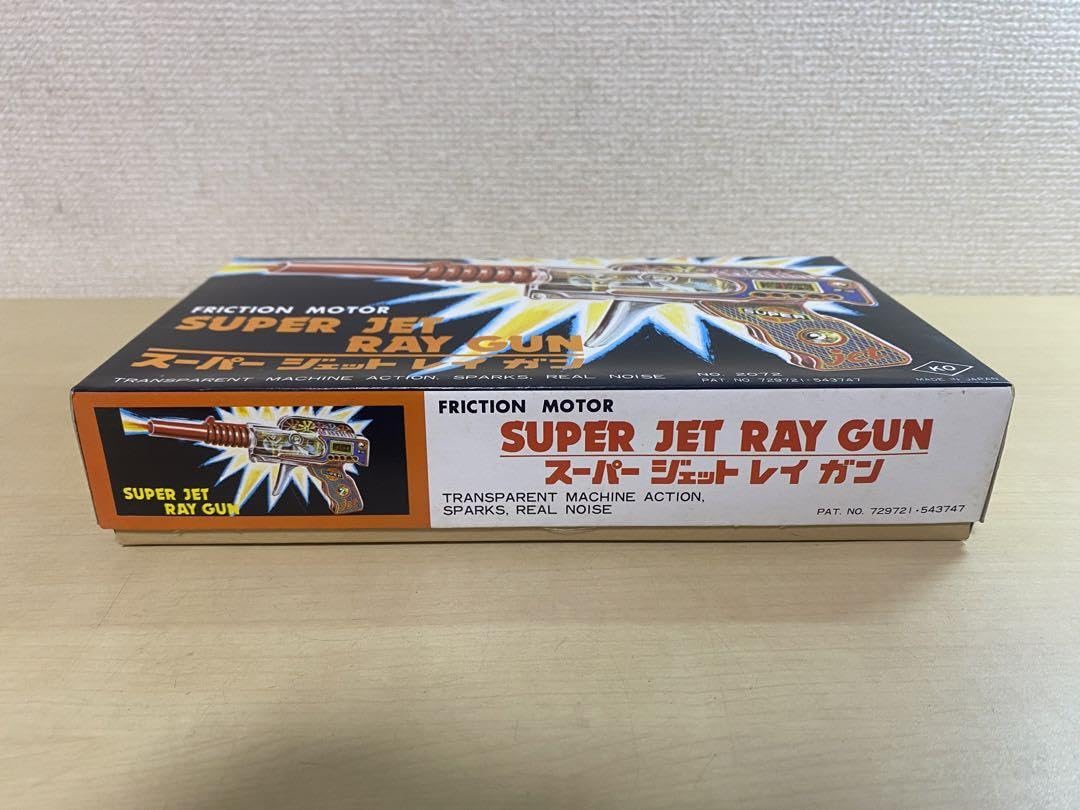 FRICTION MOTOR
SUPER JET
RAY GUN
スーパー ジェット レイ ガン
TRANSPARENT MACHINE ACTION, SPARKS, REAL NOISE
NO. 2072
PAT. NO. 729721・543747
SUPER
jet
KO
MADE IN JAPAN
SUPER JET
RAY GUN
FRICTION MOTOR
SUPER JET RAY GUN
スーパー ジェット レイ ガン
TRANSPARENT MACHINE ACTION,
SPARKS, REAL NOISE
PAT. NO. 729721・543747